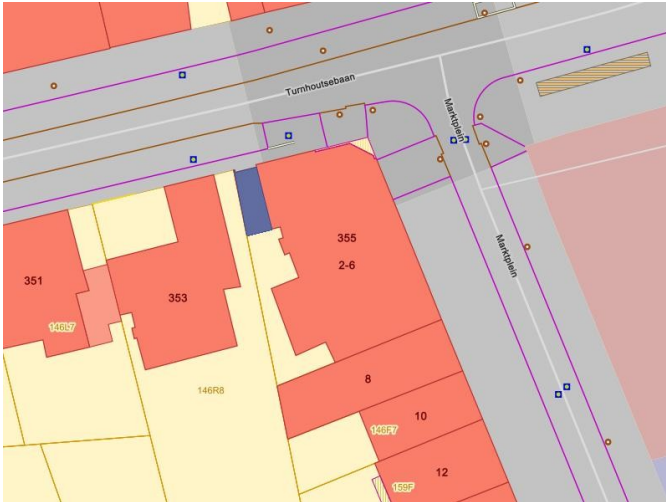 Turnhoutsebaan
Marktplein
355
2-6
Marktplein
351
353
146L7
8
146R8
10
146F7
12
159F